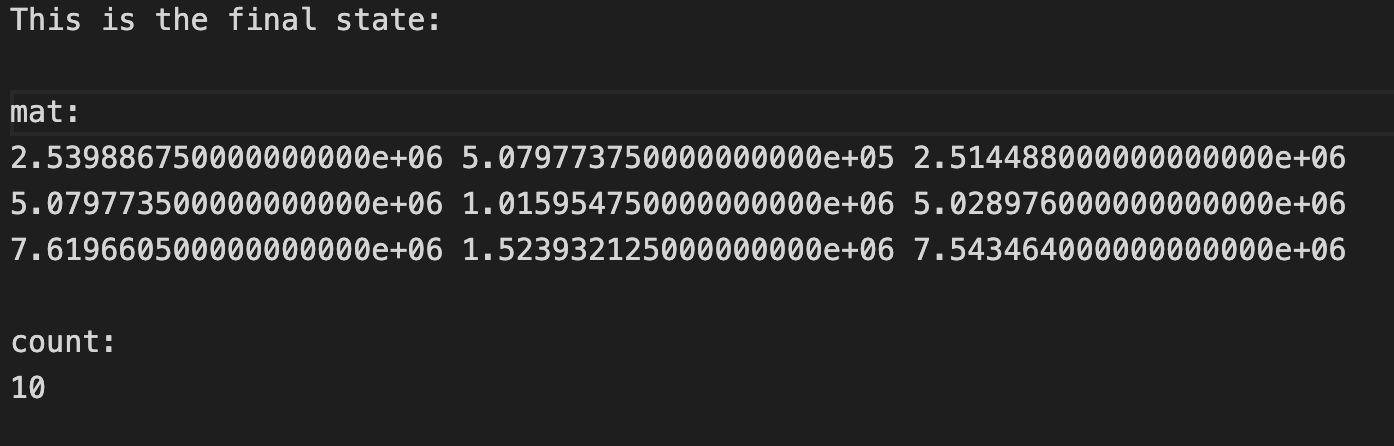 This is the final state:
mat:
2.539886750000000000e+06 5.079773750000000000e+05 2.514488000000000000e+06
5.079773500000000000e+06 1.015954750000000000e+06 5.028976000000000000e+06
7.619660500000000000e+06 1.523932125000000000e+06 7.543464000000000000e+06
count:
10